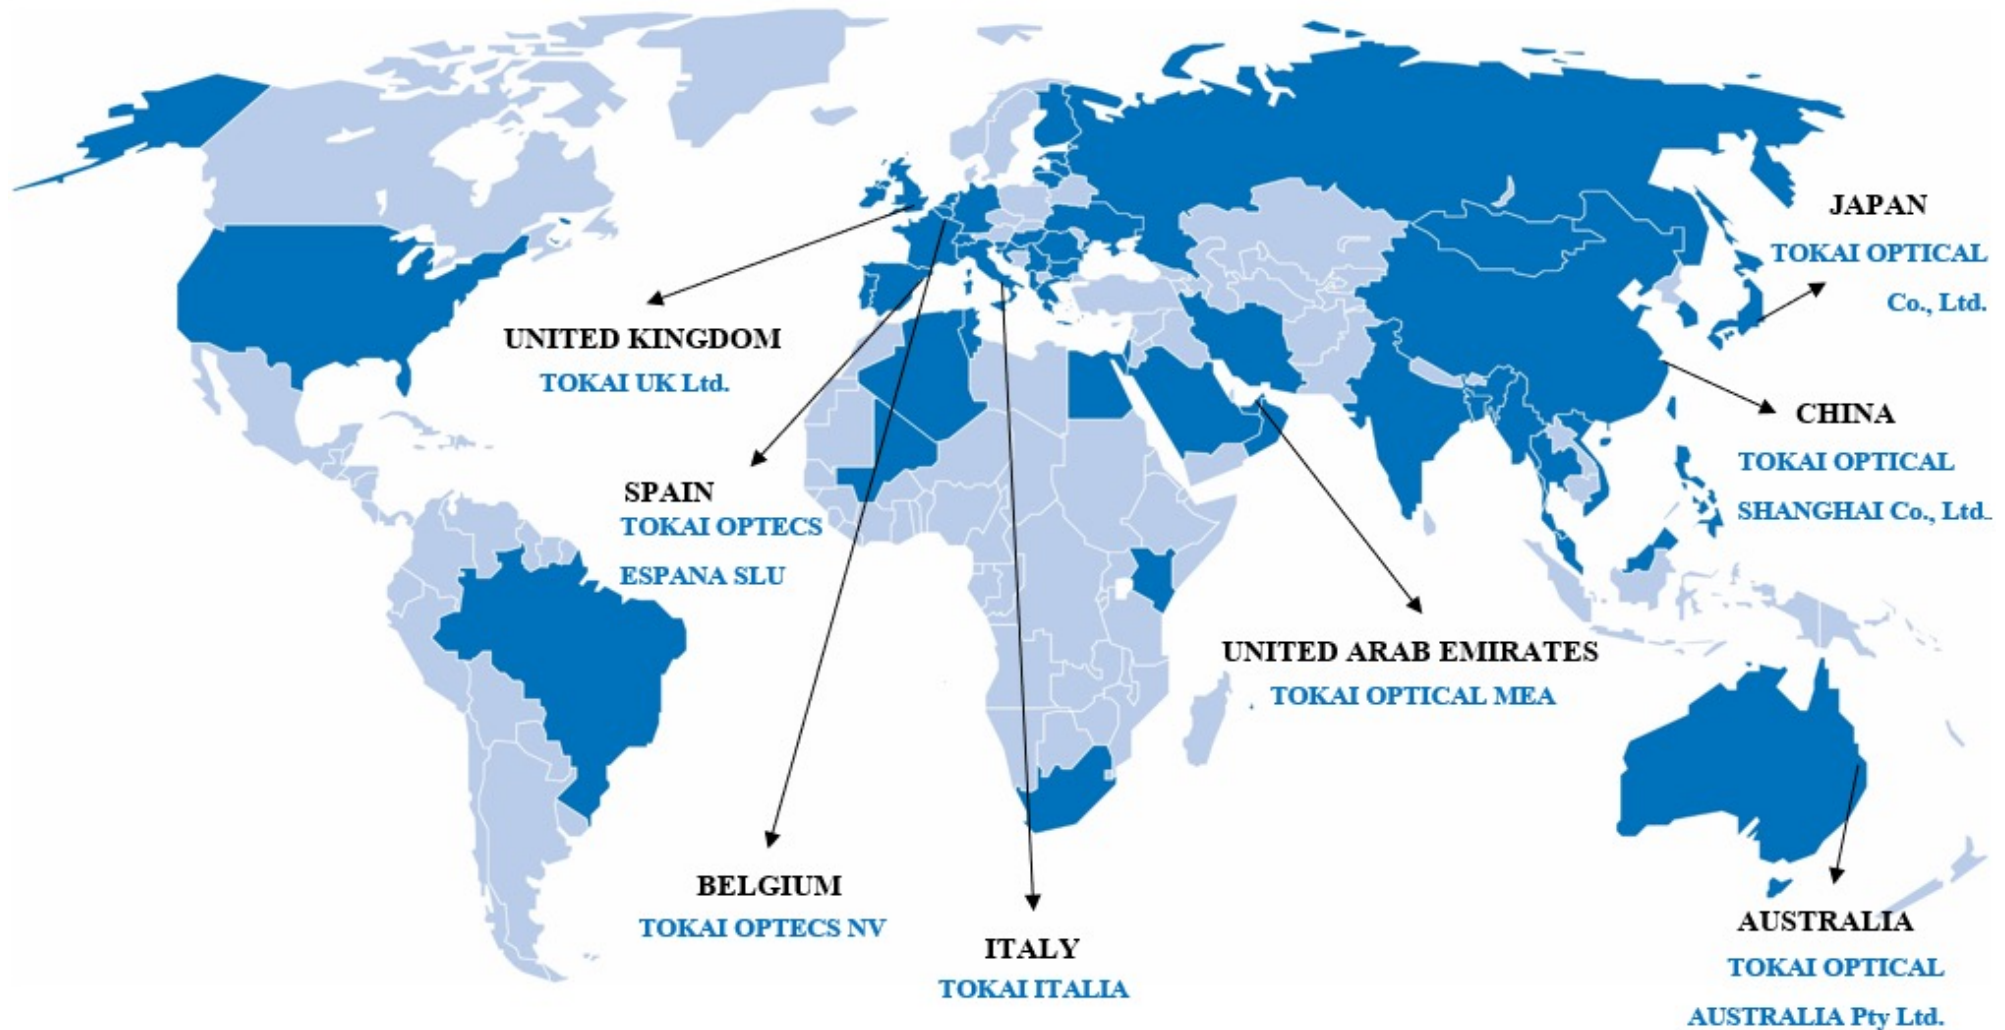 JAPAN
TOKAI OPTICAL
Co., Ltd.
UNITED KINGDOM
TOKAI UK Ltd.
CHINA
TOKAI OPTICAL
SHANGHAI Co., Ltd.
SPAIN
TOKAI OPTECS
ESPANA SLU
UNITED ARAB EMIRATES
TOKAI OPTICAL MEA
BELGIUM
TOKAI OPTECS NV
ITALY
TOKAI ITALIA
AUSTRALIA
TOKAI OPTICAL
AUSTRALIA Pty Ltd.